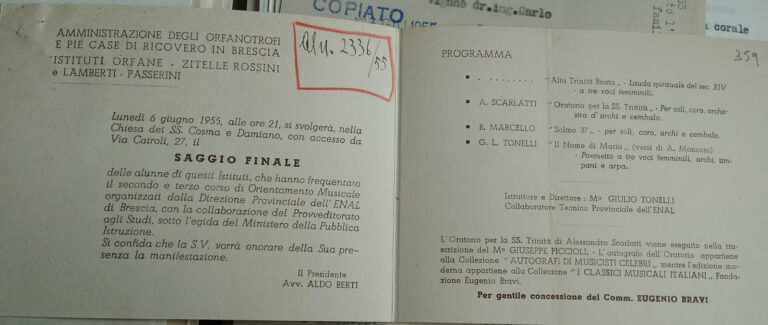 COPIATO
dr.ing.Carlo
corale
AMMINISTRAZIONE DEGLI ORFANOTROFI
E PIE CASE DI RICOVERO IN BRESCIA
ISTITUTI ORFANE - ZITELLE ROSSINI
e LAMBERTI - PASSERINI
2336/55
Lunedì 6 giugno 1955, alle ore 21, si svolgerà, nella
Chiesa dei SS. Cosma e Damiano, con accesso da
Via Cairoli, 27, il
SAGGIO FINALE
delle alunne di questi Istituti, che hanno frequentato
il secondo e terzo corso di Orientamento Musicale
organizzati dalla Direzione Provinciale dell'ENAL
di Brescia, con la collaborazione del Provveditorato
agli Studi, sotto l'egida del Ministero della Pubblica
Istruzione.
Si confida che la S.V. vorrà onorare della Sua pre-
senza la manifestazione.
Il Presidente
Avv. ALDO BERTI
359
PROGRAMMA
■ . . . . . . . . "Alta Trinità Beata„ - Lauda spirituale del sec. XIV
- a tre voci femminili.
■ A. SCARLATTI "Oratorio per la SS. Trinità„ - Per soli, coro, orche-
stra d'archi e cembalo.
■ B. MARCELLO "Salmo 37„ - per soli, coro, archi e cembalo.
■ G. L. TONELLI "Il Nome di Maria„ (versi di A. Manzoni)
- Poemetto a tre voci femminili, archi, tim-
pani e arpa.
Istruttore e Direttore: Mº GIULIO TONELLI
Collaboratore Tecnico Provinciale dell'ENAL
L'Oratorio per la SS. Trinità di Alessandro Scarlatti viene eseguito nella tra-
scrizione del Mº GIUSEPPE PICCIOLI. - L'autografo dell'Oratorio appartiene
alla Collezione "AUTOGRAFI DI MUSICISTI CELEBRI„ mentre l'edizione mo-
derna appartiene alla Collezione "I CLASSICI MUSICALI ITALIANI„ Fonda-
zione Eugenio Bravi.
Per gentile concessione del Comm. EUGENIO BRAVI